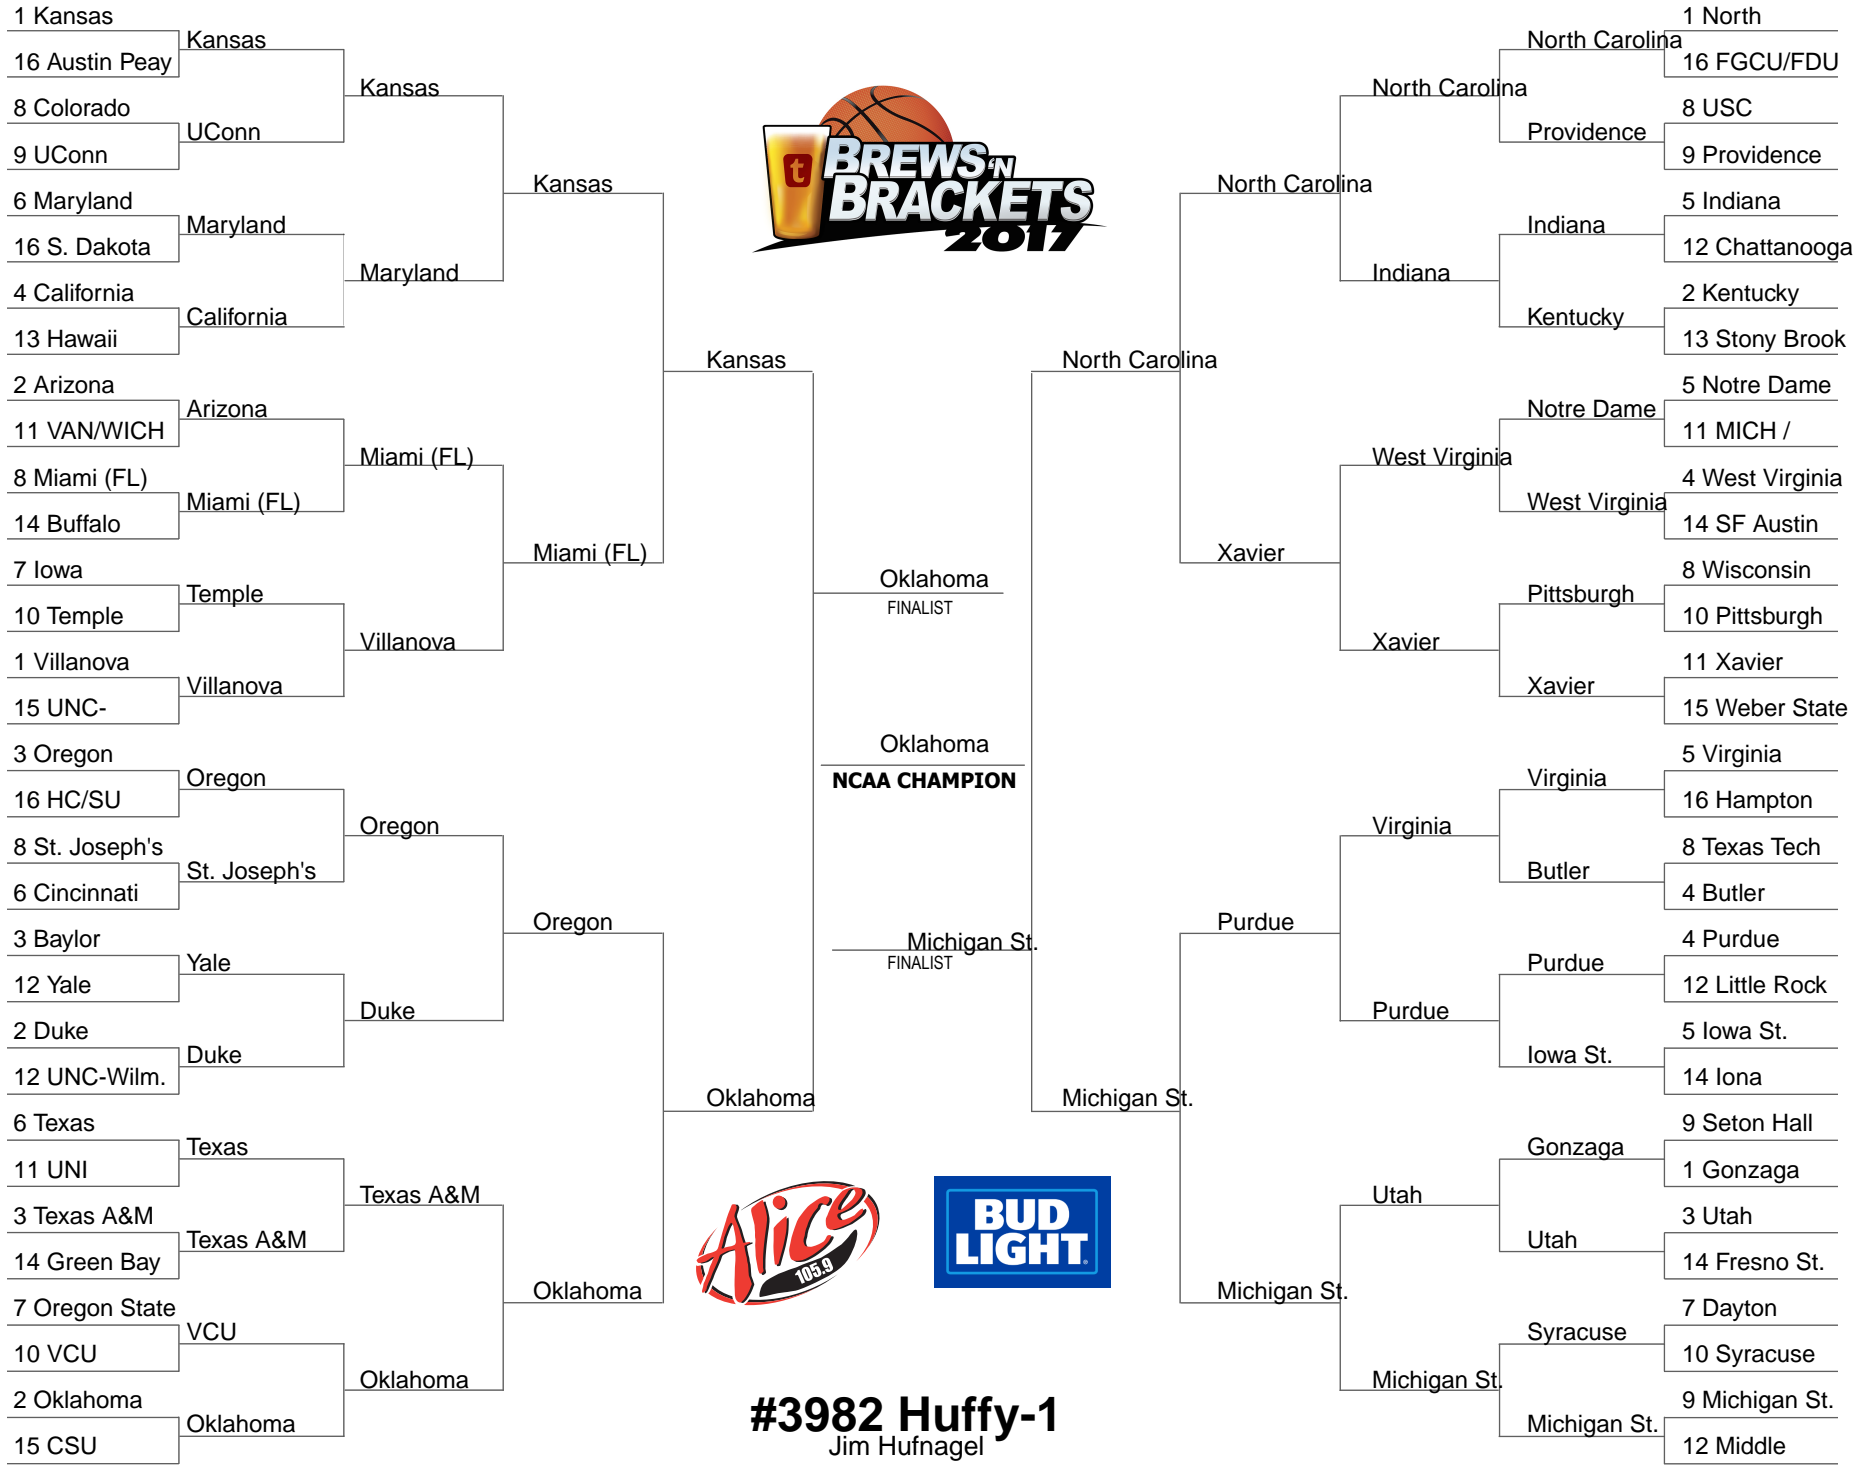 1 Kansas
16 Austin Peay
8 Colorado
9 UConn
6 Maryland
16 S. Dakota
4 California
13 Hawaii
2 Arizona
11 VAN/WICH
8 Miami (FL)
14 Buffalo
7 Iowa
10 Temple
1 Villanova
15 UNC-
3 Oregon
16 HC/SU
8 St. Joseph's
6 Cincinnati
3 Baylor
12 Yale
2 Duke
12 UNC-Wilm.
6 Texas
11 UNI
3 Texas A&M
14 Green Bay
7 Oregon State
10 VCU
2 Oklahoma
15 CSU
Kansas
UConn
Maryland
California
Arizona
Miami (FL)
Temple
Villanova
Oregon
St. Joseph's
Yale
Duke
Texas
Texas A&M
VCU
Oklahoma
Kansas
Maryland
Miami (FL)
Villanova
Oregon
Duke
Texas A&M
Oklahoma
Kansas
Miami (FL)
Oregon
Oklahoma
Kansas
Oklahoma
t
BREWS 'N
BRACKETS
2017
Oklahoma
FINALIST
Oklahoma
NCAA CHAMPION
Michigan St.
FINALIST
Alice
105.9
BUD
LIGHT
#3982 Huffy-1
Jim Hufnagel
North Carolina
Michigan St.
North Carolina
Xavier
Purdue
Michigan St.
North Carolina
Indiana
West Virginia
Xavier
Virginia
Purdue
Utah
Michigan St.
North Carolina
Providence
Indiana
Kentucky
Notre Dame
West Virginia
Pittsburgh
Xavier
Virginia
Butler
Purdue
Iowa St.
Gonzaga
Utah
Syracuse
Michigan St.
1 North
16 FGCU/FDU
8 USC
9 Providence
5 Indiana
12 Chattanooga
2 Kentucky
13 Stony Brook
5 Notre Dame
11 MICH /
4 West Virginia
14 SF Austin
8 Wisconsin
10 Pittsburgh
11 Xavier
15 Weber State
5 Virginia
16 Hampton
8 Texas Tech
4 Butler
4 Purdue
12 Little Rock
5 Iowa St.
14 Iona
9 Seton Hall
1 Gonzaga
3 Utah
14 Fresno St.
7 Dayton
10 Syracuse
9 Michigan St.
12 Middle